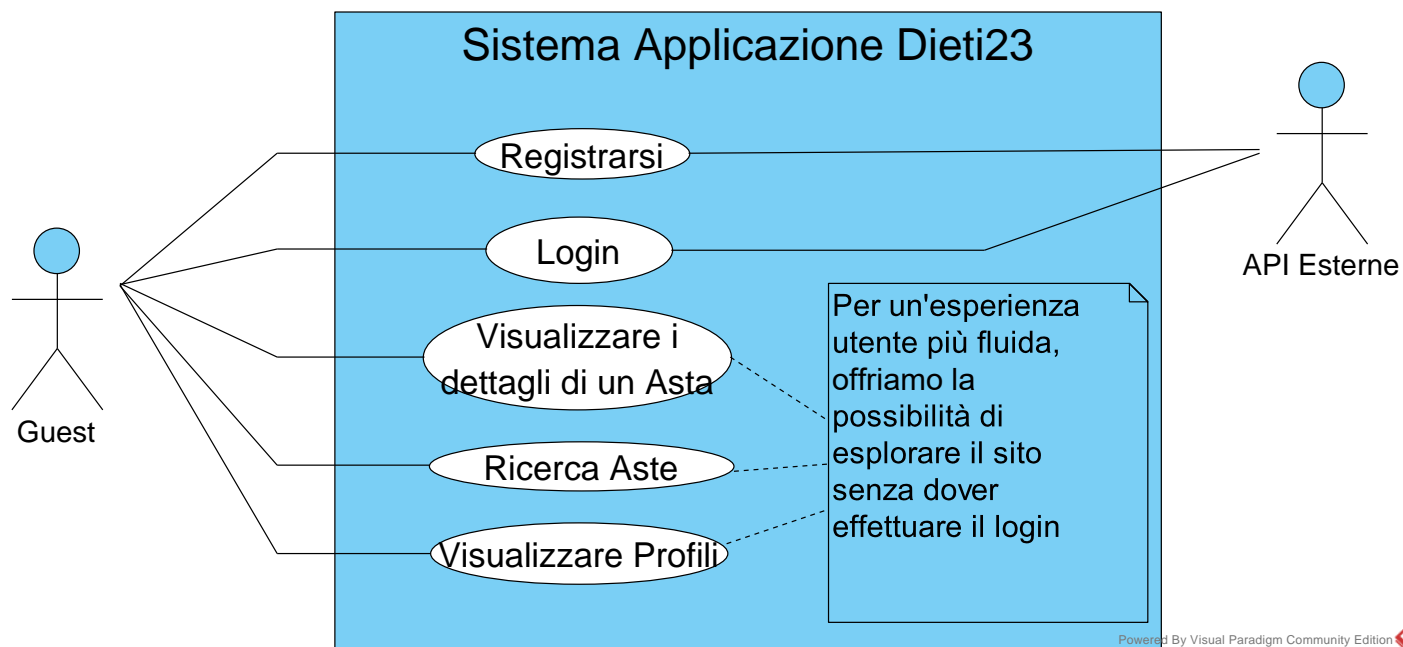 Sistema Applicazione Dieti23
Registrarsi
Login
API Esterne
Visualizzare i
dettagli di un Asta
Per un'esperienza
utente più fluida,
offriamo la
possibilità di
esplorare il sito
senza dover
effettuare il login
Guest
Ricerca Aste
Visualizzare Profili
Powered By Visual Paradigm Community Edition